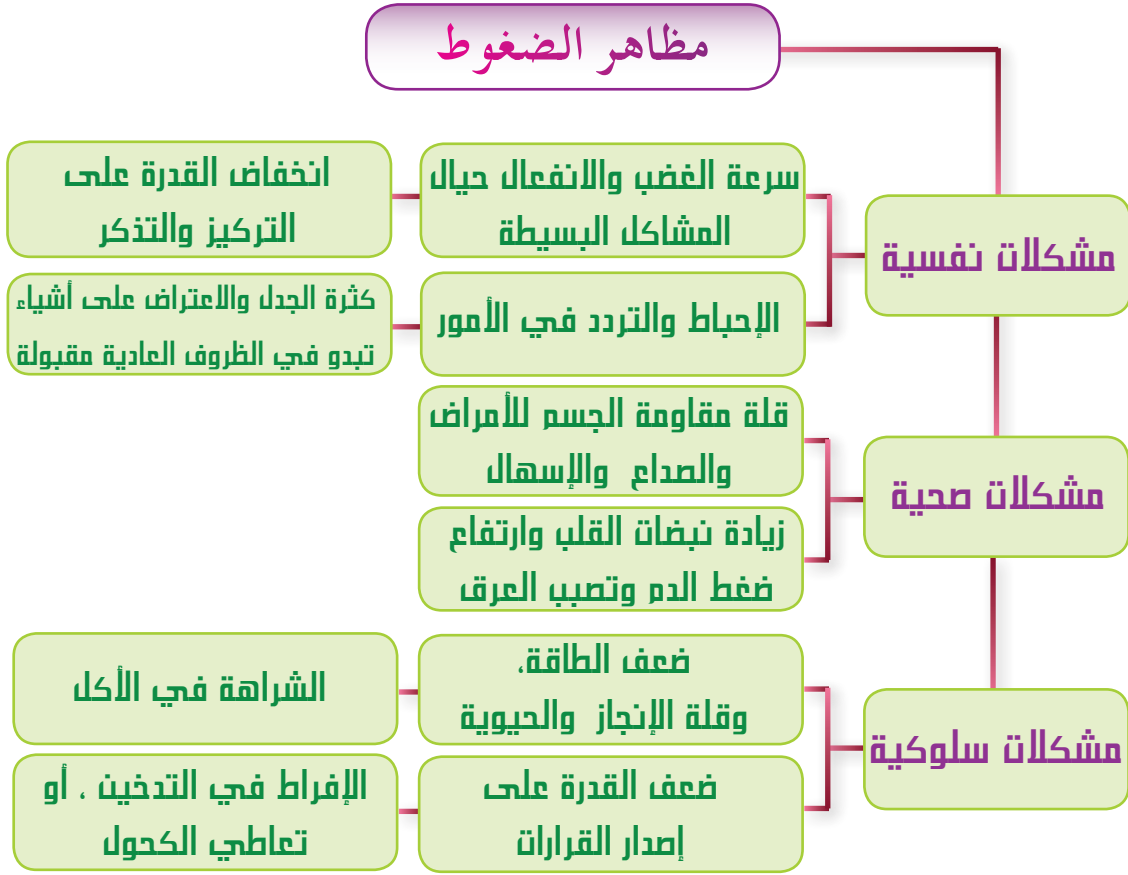 مظاهر الضغوط
مشكلات نفسية
سرعة الغضب والانفعال حيال
المشاكل البسيطة
انخفاض القدرة على
التركيز والتذكر
الإحباط والتردد في الأمور
كثرة الجدل والاعتراض على أشياء
تبدو في الظروف العادية مقبولة
مشكلات صحية
قلة مقاومة الجسم للأمراض
والصداع والإسهال
زيادة نبضات القلب وارتفاع
ضغط الدم وتصبب العرق
مشكلات سلوكية
ضعف الطاقة،
وقلة الإنجاز والحيوية
الشراهة في الأكل
ضعف القدرة على
إصدار القرارات
الإفراط في التدخين ، أو
تعاطي الكحول